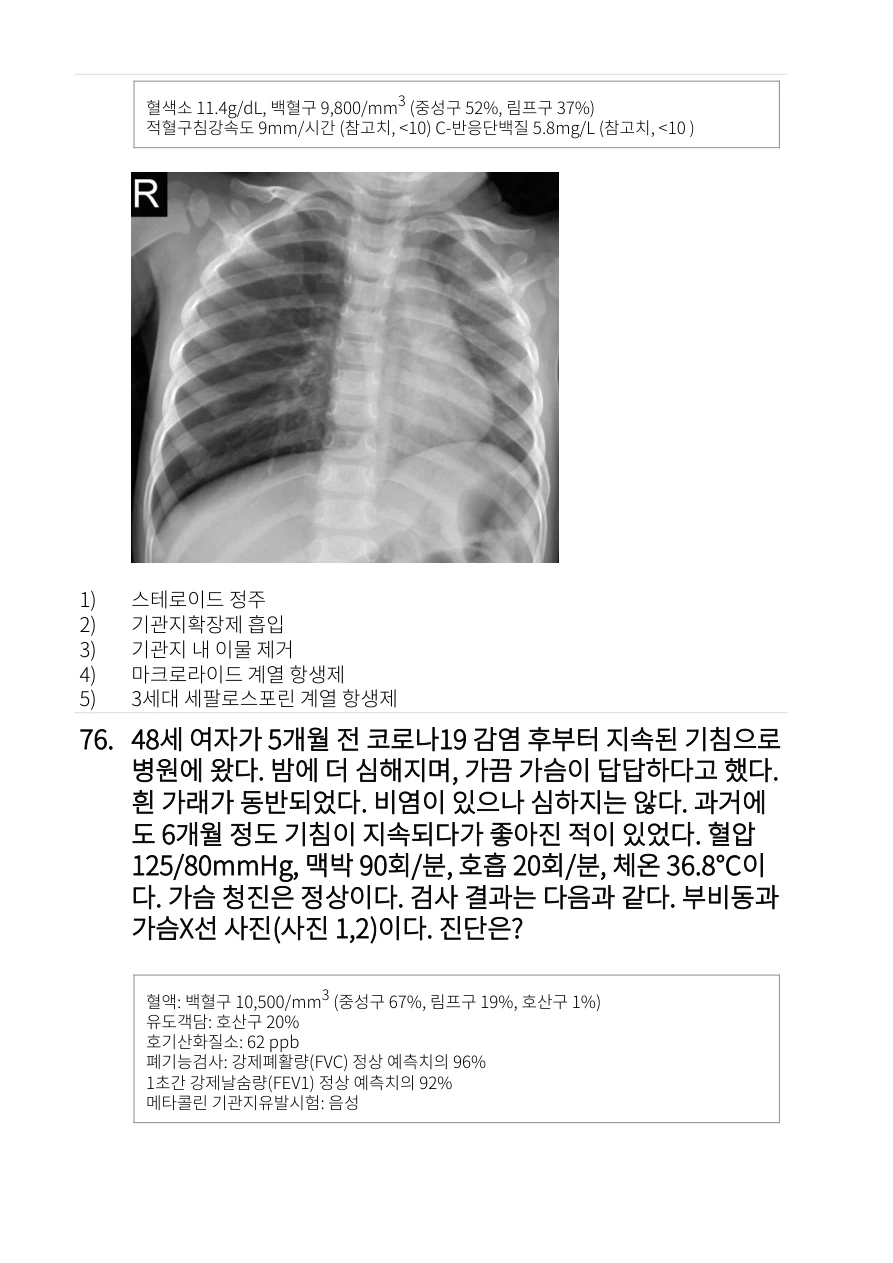 혈색소 11.4g/dL, 백혈구 9,800/mm³ (중성구 52%, 림프구 37%)
적혈구침강속도 9mm/시간 (참고치, <10) C-반응단백질 5.8mg/L (참고치, <10 )
R
1) 스테로이드 정주
2) 기관지확장제 흡입
3) 기관지 내 이물 제거
4) 마크로라이드 계열 항생제
5) 3세대 세팔로스포린 계열 항생제
76. 48세 여자가 5개월 전 코로나19 감염 후부터 지속된 기침으로
병원에 왔다. 밤에 더 심해지며, 가끔 가슴이 답답하다고 했다.
흰 가래가 동반되었다. 비염이 있으나 심하지는 않다. 과거에
도 6개월 정도 기침이 지속되다가 좋아진 적이 있었다. 혈압
125/80mmHg, 맥박 90회/분, 호흡 20회/분, 체온 36.8°C이
다. 가슴 청진은 정상이다. 검사 결과는 다음과 같다. 부비동과
가슴X선 사진(사진 1,2)이다. 진단은?
혈액: 백혈구 10,500/mm³ (중성구 67%, 림프구 19%, 호산구 1%)
유도객담: 호산구 20%
호기산화질소: 62 ppb
폐기능검사: 강제폐활량(FVC) 정상 예측치의 96%
1초간 강제날숨량(FEV1) 정상 예측치의 92%
메타콜린 기관지유발시험: 음성